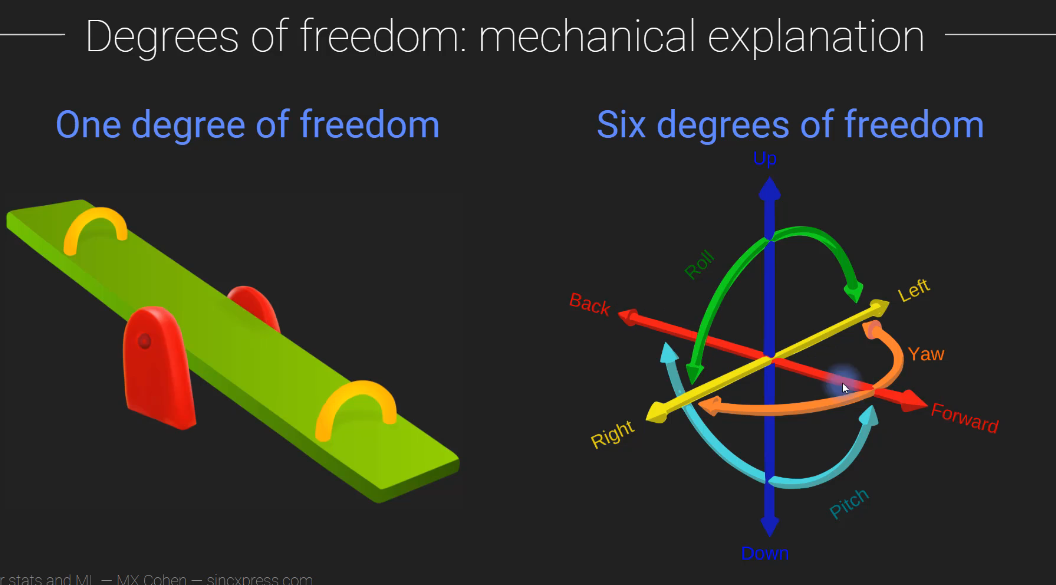 Degrees of freedom: mechanical explanation
One degree of freedom
Six degrees of freedom
Up
Roll
Left
Back
Yaw
Forward
Right
Pitch
Down
stats and ML — MX Cohen — sincxpress.com